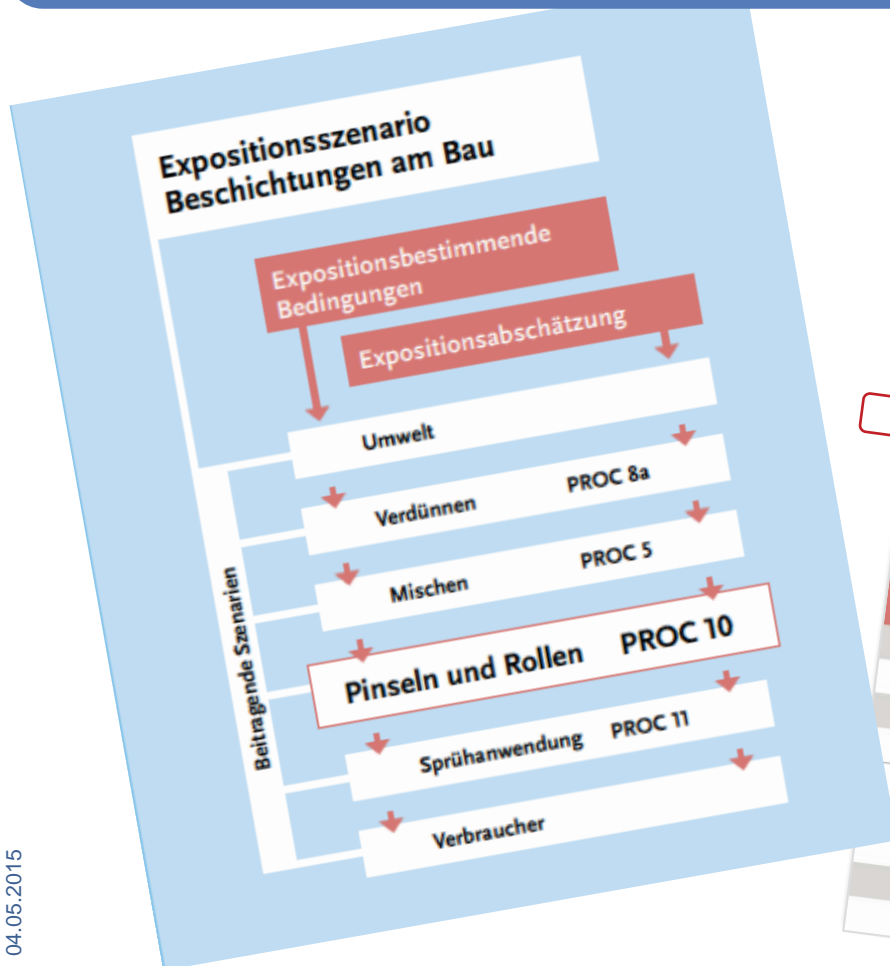 Expositionsszenario
Beschichtungen am Bau
Expositionsbestimmende
Bedingungen
Expositionsabschätzung
Umwelt
Verdünnen PROC 8a
Mischen PROC 5
Pinseln und Rollen PROC 10
Sprühanwendung PROC 11
Verbraucher
Beitragende Szenarien
04.05.2015